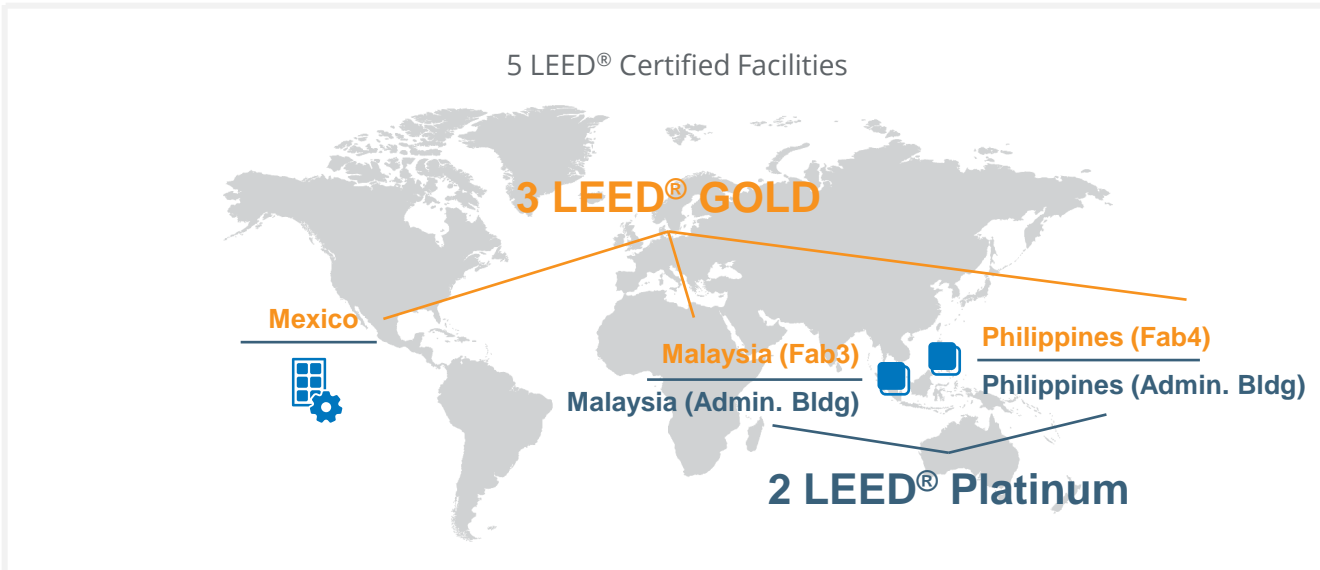 5 LEED® Certified Facilities
3 LEED® GOLD
Mexico
Malaysia (Fab3)
Malaysia (Admin. Bldg)
Philippines (Fab4)
Philippines (Admin. Bldg)
2 LEED® Platinum